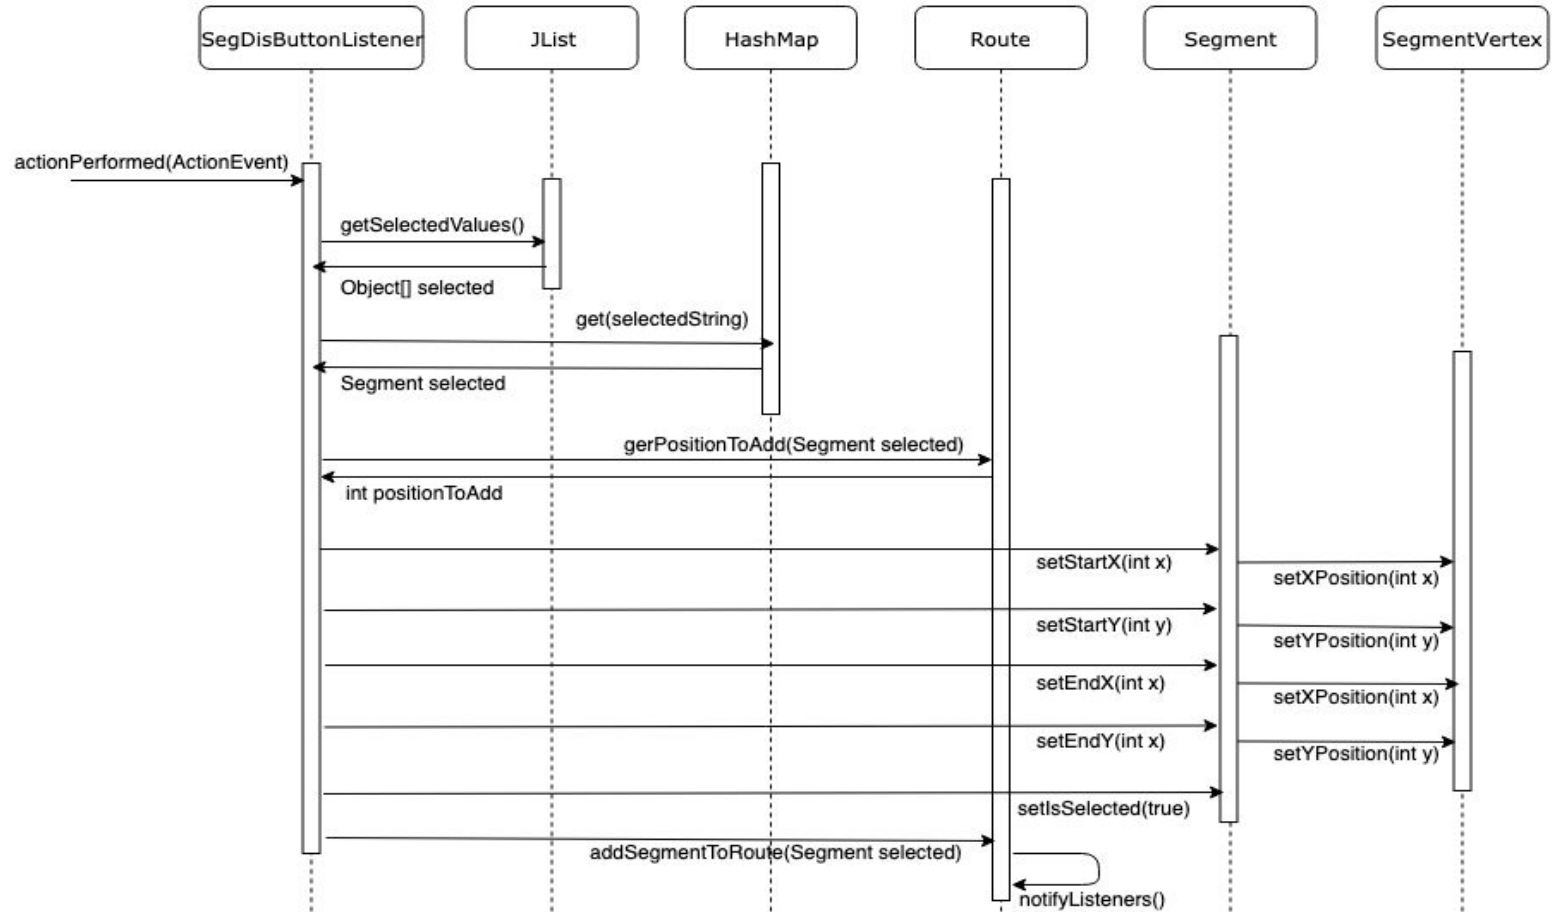 SegDisButtonListener
JList
HashMap
Route
Segment
SegmentVertex
actionPerformed(ActionEvent)
getSelectedValues()
Object[] selected
get(selectedString)
Segment selected
gerPositionToAdd(Segment selected)
int positionToAdd
setStartX(int x)
setXPosition(int x)
setStartY(int y)
setYPosition(int y)
setEndX(int x)
setXPosition(int x)
setEndY(int x)
setYPosition(int y)
setIsSelected(true)
addSegmentToRoute(Segment selected)
notifyListeners()